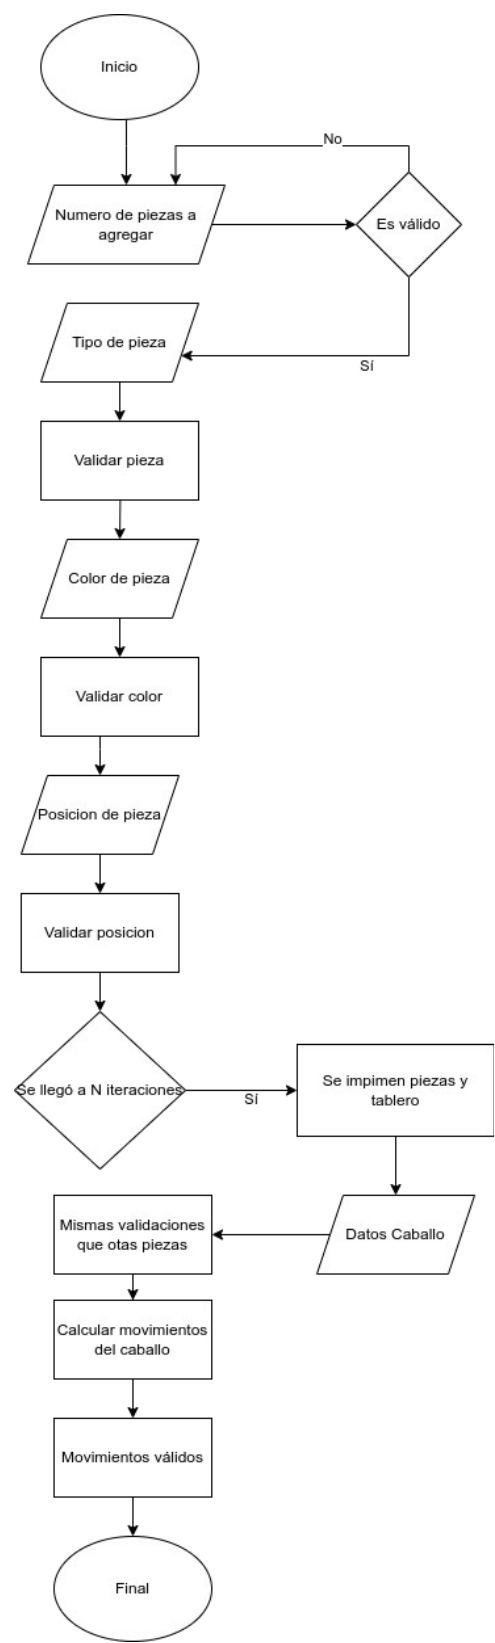 Inicio
No
Numero de piezas a
agregar
Es válido
Sí
Tipo de pieza
Validar pieza
Color de pieza
Validar color
Posicion de pieza
Validar posicion
Se llegó a N iteraciones
Sí
Se impimen piezas y
tablero
Datos Caballo
Mismas validaciones
que otas piezas
Calcular movimientos
del caballo
Movimientos válidos
Final